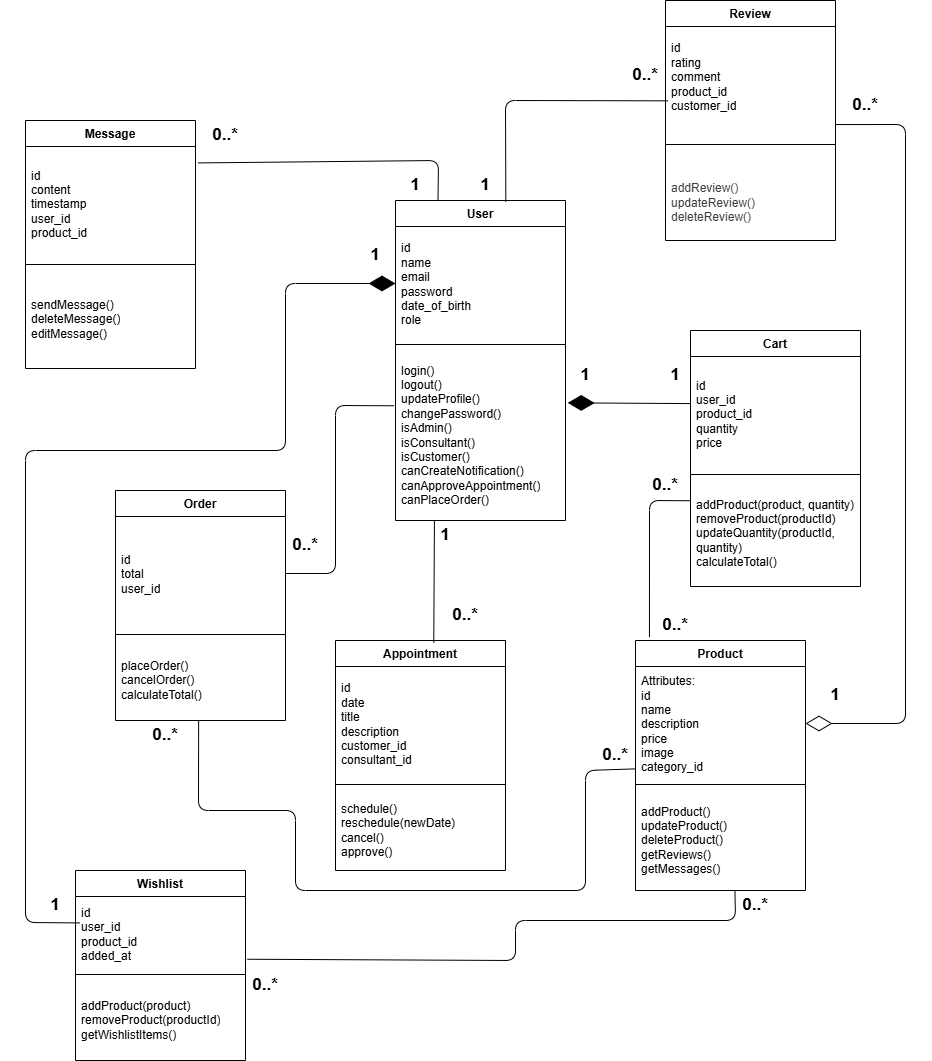 Review
id
rating
comment
product_id
customer_id
addReview()
updateReview()
deleteReview()
0..*
0..*
Message
id
content
timestamp
user_id
product_id
sendMessage()
deleteMessage()
editMessage()
0..*
1
1
User
id
name
email
password
date_of_birth
role
login()
logout()
updateProfile()
changePassword()
isAdmin()
isConsultant()
isCustomer()
canCreateNotification()
canApproveAppointment()
canPlaceOrder()
1
1
1
Cart
id
user_id
product_id
quantity
price
addProduct(product, quantity)
removeProduct(productId)
updateQuantity(productId,
quantity)
calculateTotal()
0..*
0..*
Order
id
total
user_id
placeOrder()
cancelOrder()
calculateTotal()
0..*
0..*
1
0..*
Appointment
id
date
title
description
customer_id
consultant_id
schedule()
reschedule(newDate)
cancel()
approve()
Product
Attributes:
id
name
description
price
image
category_id
addProduct()
updateProduct()
deleteProduct()
getReviews()
getMessages()
1
0..*
0..*
Wishlist
id
user_id
product_id
added_at
addProduct(product)
removeProduct(productId)
getWishlistItems()
1
0..*